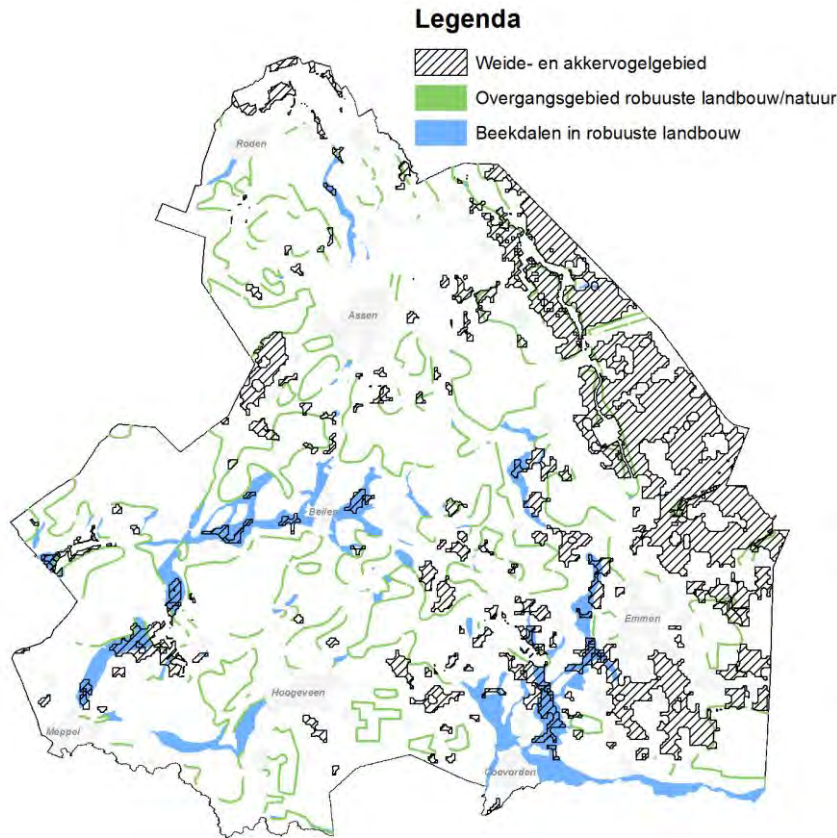 Legenda
Weide- en akkervogelgebied
Overgangsgebied robuuste landbouw/natuur
Beekdalen in robuuste landbouw
Roden
Assen
Beilen
Emmen
Hoogeveen
Meppel
Coevorden